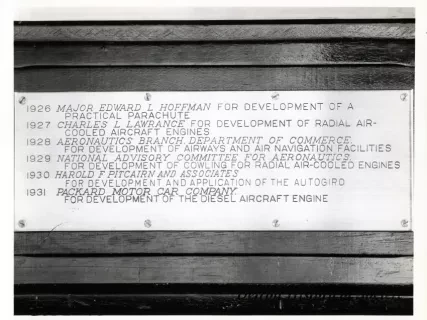 1926 MAJOR EDWARD L HOFFMAN FOR DEVELOPMENT OF A
PRACTICAL PARACHUTE
1927 CHARLES L LAWRANCE FOR DEVELOPMENT OF RADIAL AIR-
COOLED AIRCRAFT ENGINES
1928 AERONAUTICS BRANCH, DEPARTMENT OF COMMERCE,
FOR DEVELOPMENT OF AIRWAYS AND AIR NAVIGATION FACILITIES
1929 NATIONAL ADVISORY COMMITTEE FOR AERONAUTICS,
FOR DEVELOPMENT OF COWLING FOR RADIAL AIR-COOLED ENGINES
1930 HAROLD F PITCAIRN AND ASSOCIATES
FOR DEVELOPMENT AND APPLICATION OF THE AUTOGIRO
1931 PACKARD MOTOR CAR COMPANY
FOR DEVELOPMENT OF THE DIESEL AIRCRAFT ENGINE